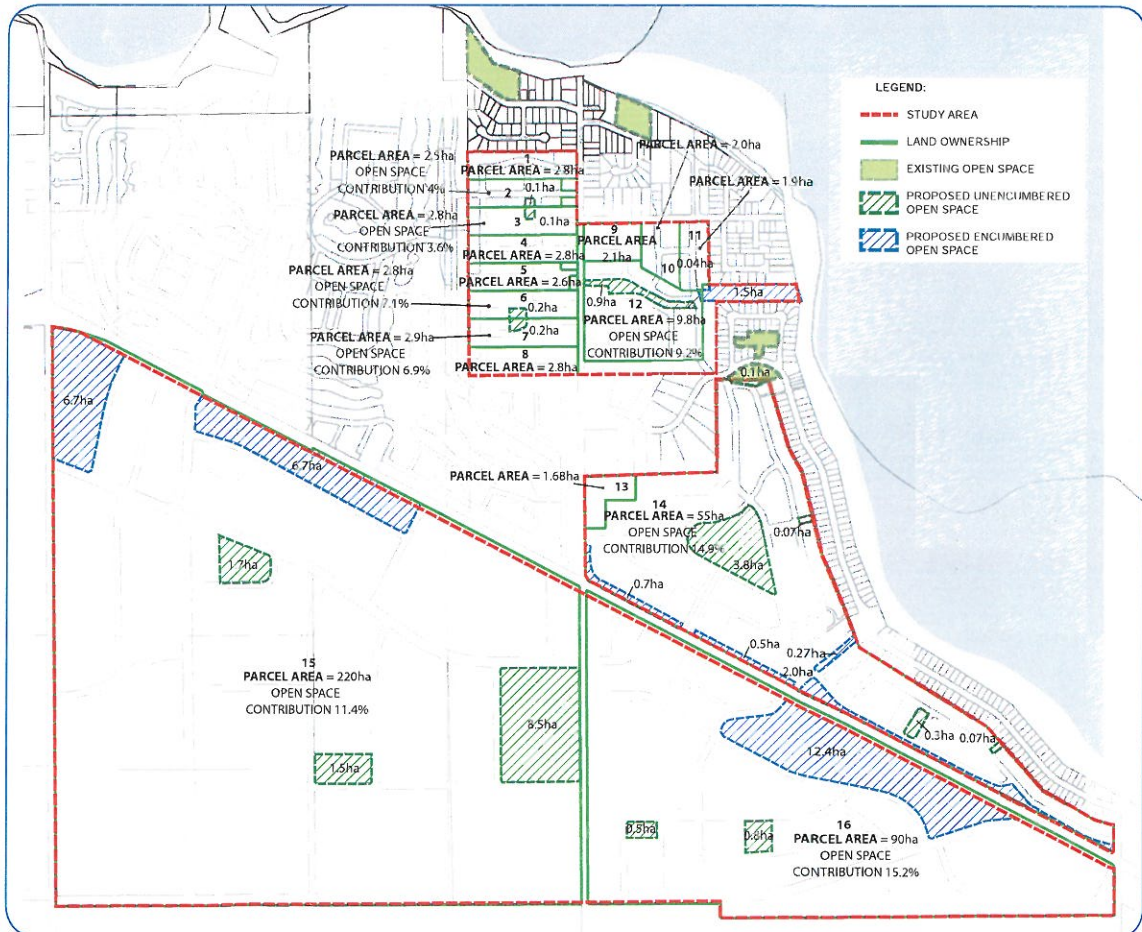 LEGEND:
STUDY AREA
LAND OWNERSHIP
EXISTING OPEN SPACE
PROPOSED UNENCUMBERED
OPEN SPACE
PROPOSED ENCUMBERED
OPEN SPACE
PARCEL AREA = 2.0ha
PARCEL AREA = 1.9ha
1
PARCEL AREA = 2.8ha
PARCEL AREA = 2.5ha
OPEN SPACE
CONTRIBUTION 4%
2
0.1ha
PARCEL AREA = 2.8ha
OPEN SPACE
CONTRIBUTION 3.6%
3
0.1ha
4
PARCEL AREA = 2.8ha
5
PARCEL AREA = 2.6ha
PARCEL AREA = 2.8ha
OPEN SPACE
CONTRIBUTION 7.1%
6
0.2ha
0.2ha
7
PARCEL AREA = 2.9ha
OPEN SPACE
CONTRIBUTION 6.9%
8
PARCEL AREA = 2.8ha
9
PARCEL AREA
2.1ha
10
11
0.04ha
1.5ha
0.9ha
12
PARCEL AREA = 9.8ha
OPEN SPACE
CONTRIBUTION 9.2%
0.1ha
6.7ha
6.7ha
PARCEL AREA = 1.68ha
13
14
PARCEL AREA = 55ha
OPEN SPACE
CONTRIBUTION 14.9%
0.07ha
3.8ha
0.7ha
1.7ha
0.5ha
0.27ha
2.0ha
15
PARCEL AREA = 220ha
OPEN SPACE
CONTRIBUTION 11.4%
8.5ha
1.5ha
12.4ha
0.3ha
0.07ha
0.5ha
0.8ha
16
PARCEL AREA = 90ha
OPEN SPACE
CONTRIBUTION 15.2%